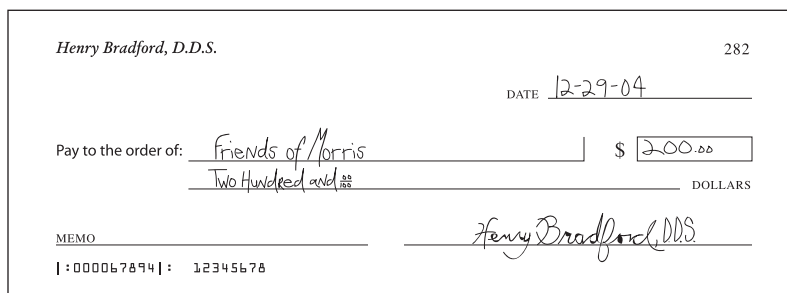 Henry Bradford, D.D.S. 282
DATE 12-29-04
Pay to the order of: Friends of Morris $ 200.00
Two Hundred and 00/100 DOLLARS
MEMO Henry Bradford, DDS.
|:000067894|: 12345678